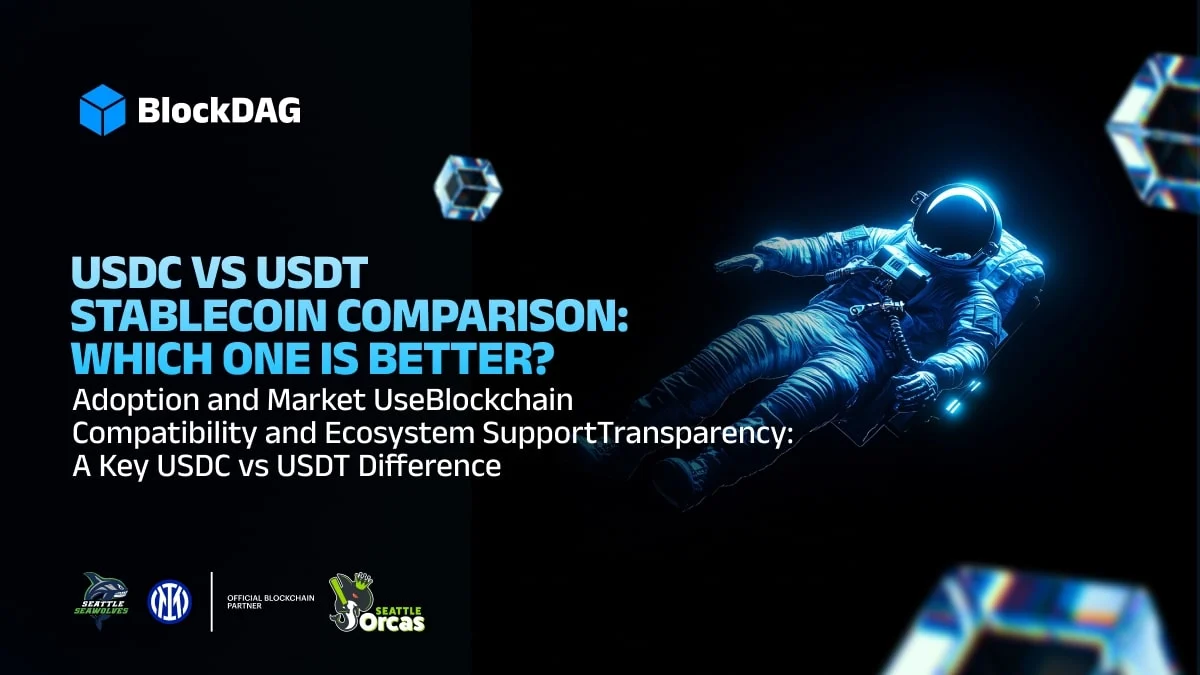 BlockDAG
USDC VS USDT
STABLECOIN COMPARISON:
WHICH ONE IS BETTER?
Adoption and Market UseBlockchain
Compatibility and Ecosystem SupportTransparency:
A Key USDC vs USDT Difference
SEATTLE
SEAWOLVES
OFFICIAL BLOCKCHAIN
PARTNER
SEATTLE
Orcas